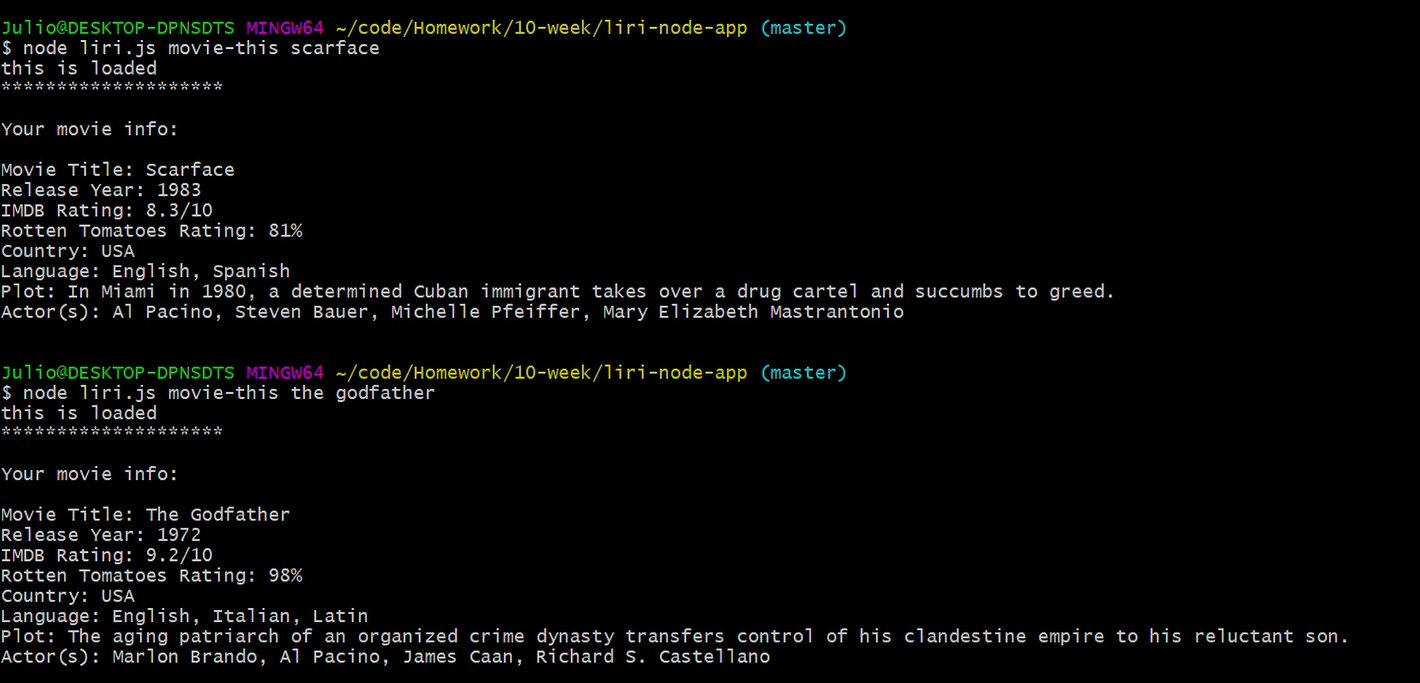 Julio@DESKTOP-DPNSDTS MINGW64 ~/code/Homework/10-week/liri-node-app (master)
$ node liri.js movie-this scarface
this is loaded
********************
Your movie info:
Movie Title: Scarface
Release Year: 1983
IMDB Rating: 8.3/10
Rotten Tomatoes Rating: 81%
Country: USA
Language: English, Spanish
Plot: In Miami in 1980, a determined Cuban immigrant takes over a drug cartel and succumbs to greed.
Actor(s): Al Pacino, Steven Bauer, Michelle Pfeiffer, Mary Elizabeth Mastrantonio
Julio@DESKTOP-DPNSDTS MINGW64 ~/code/Homework/10-week/liri-node-app (master)
$ node liri.js movie-this the godfather
this is loaded
********************
Your movie info:
Movie Title: The Godfather
Release Year: 1972
IMDB Rating: 9.2/10
Rotten Tomatoes Rating: 98%
Country: USA
Language: English, Italian, Latin
Plot: The aging patriarch of an organized crime dynasty transfers control of his clandestine empire to his reluctant son.
Actor(s): Marlon Brando, Al Pacino, James Caan, Richard S. Castellano